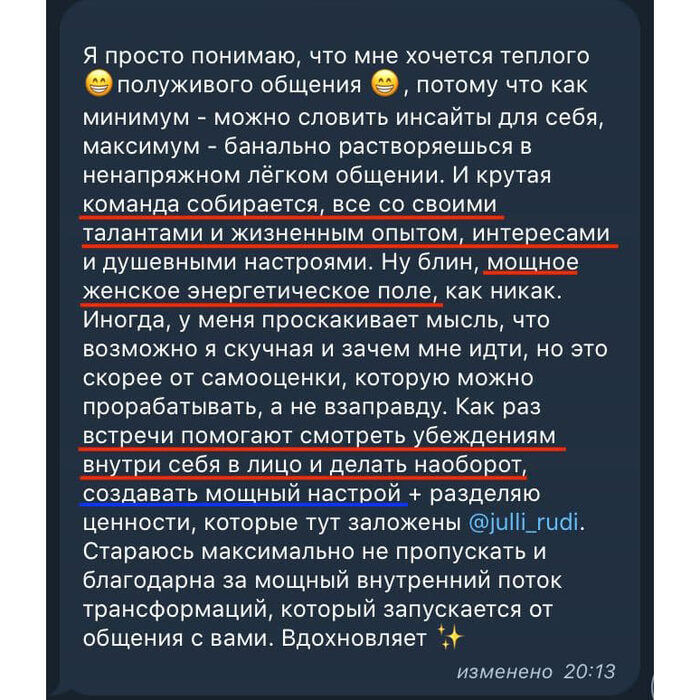 Я просто понимаю, что мне хочется теплого
😁полуживого общения 😁, потому что как
минимум - можно словить инсайты для себя,
максимум - банально растворяешься в
ненапряжном лёгком общении. И крутая
команда собирается, все со своими
талантами и жизненным опытом, интересами
и душевными настроями. Ну блин, мощное
женское энергетическое поле, как никак.
Иногда, у меня проскакивает мысль, что
возможно я скучная и зачем мне идти, но это
скорее от самооценки, которую можно
прорабатывать, а не взаправду. Как раз
встречи помогают смотреть убеждениям
внутри себя в лицо и делать наоборот,
создавать мощный настрой + разделяю
ценности, которые тут заложены @julli_rudi.
Стараюсь максимально не пропускать и
благодарна за мощный внутренний поток
трансформаций, который запускается от
общения с вами. Вдохновляет ✨
изменено 20:13